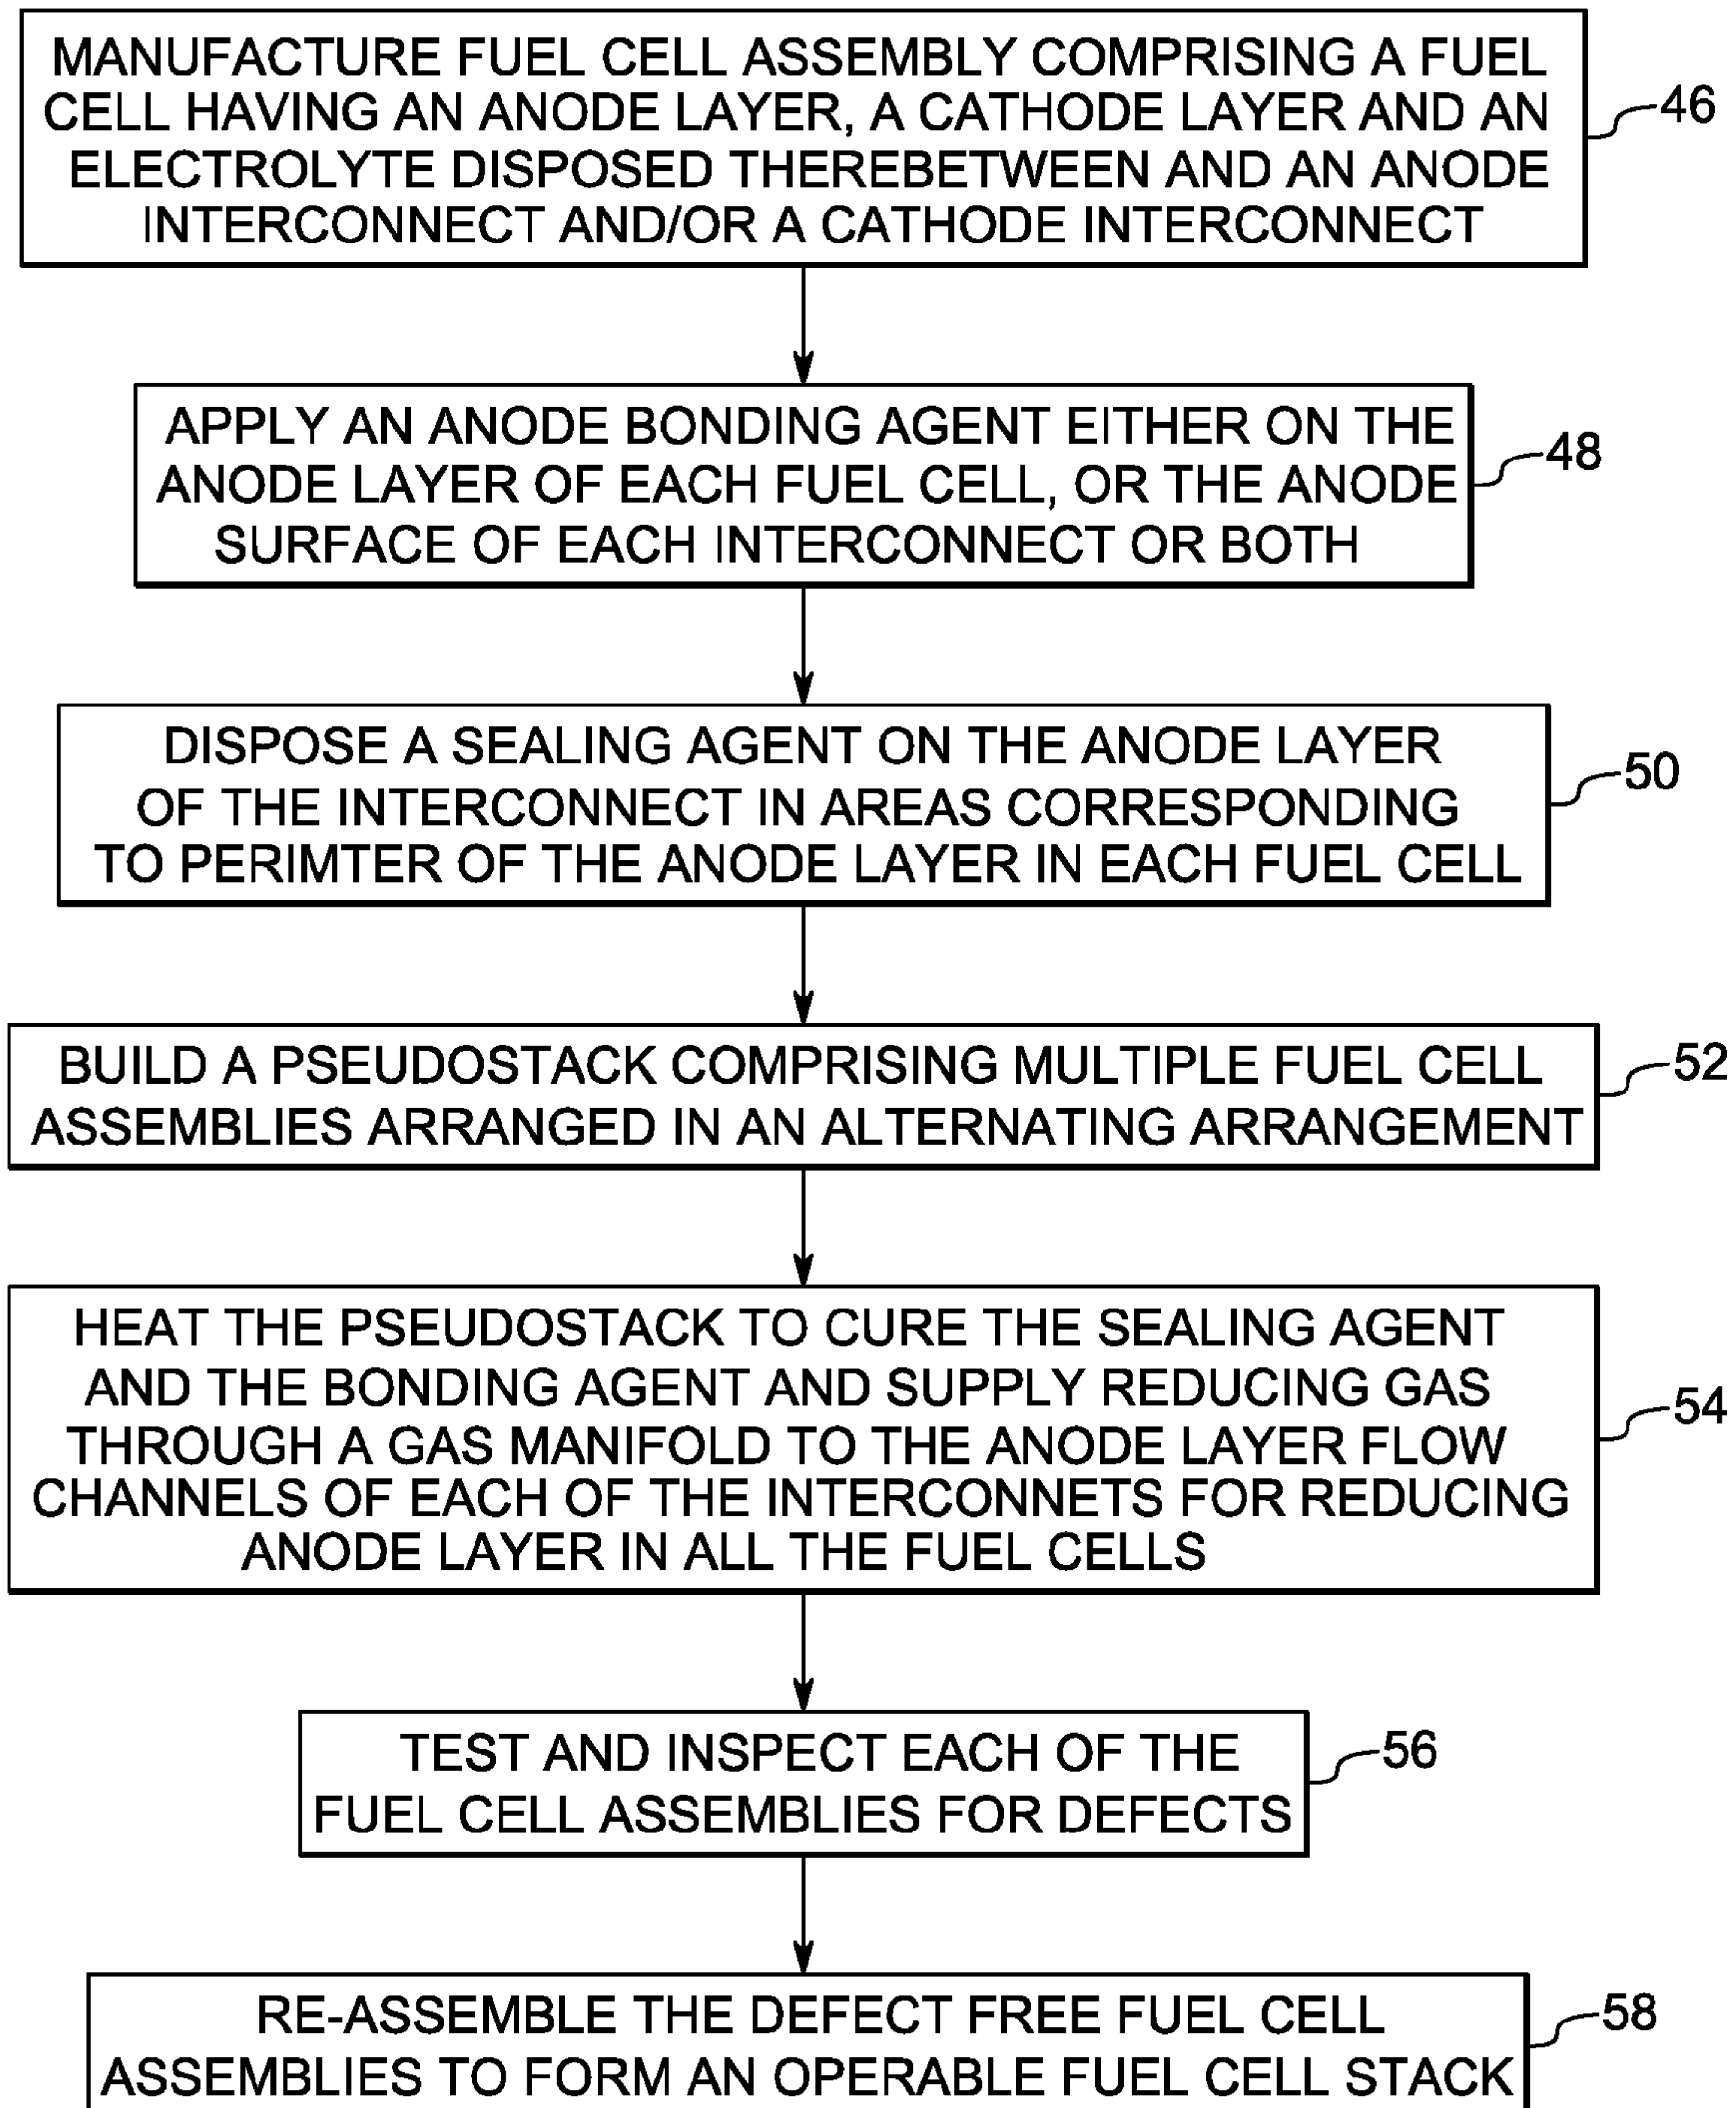 MANUFACTURE FUEL CELL ASSEMBLY COMPRISING A FUEL
CELL HAVING AN ANODE LAYER, A CATHODE LAYER AND AN
ELECTROLYTE DISPOSED THEREBETWEEN AND AN ANODE
INTERCONNECT AND/OR A CATHODE INTERCONNECT
46
APPLY AN ANODE BONDING AGENT EITHER ON THE
ANODE LAYER OF EACH FUEL CELL, OR THE ANODE
SURFACE OF EACH INTERCONNECT OR BOTH
48
DISPOSE A SEALING AGENT ON THE ANODE LAYER
OF THE INTERCONNECT IN AREAS CORRESPONDING
TO PERIMTER OF THE ANODE LAYER IN EACH FUEL CELL
50
BUILD A PSEUDOSTACK COMPRISING MULTIPLE FUEL CELL
ASSEMBLIES ARRANGED IN AN ALTERNATING ARRANGEMENT
52
HEAT THE PSEUDOSTACK TO CURE THE SEALING AGENT
AND THE BONDING AGENT AND SUPPLY REDUCING GAS
THROUGH A GAS MANIFOLD TO THE ANODE LAYER FLOW
CHANNELS OF EACH OF THE INTERCONNETS FOR REDUCING
ANODE LAYER IN ALL THE FUEL CELLS
54
TEST AND INSPECT EACH OF THE
FUEL CELL ASSEMBLIES FOR DEFECTS
56
RE-ASSEMBLE THE DEFECT FREE FUEL CELL
ASSEMBLIES TO FORM AN OPERABLE FUEL CELL STACK
58